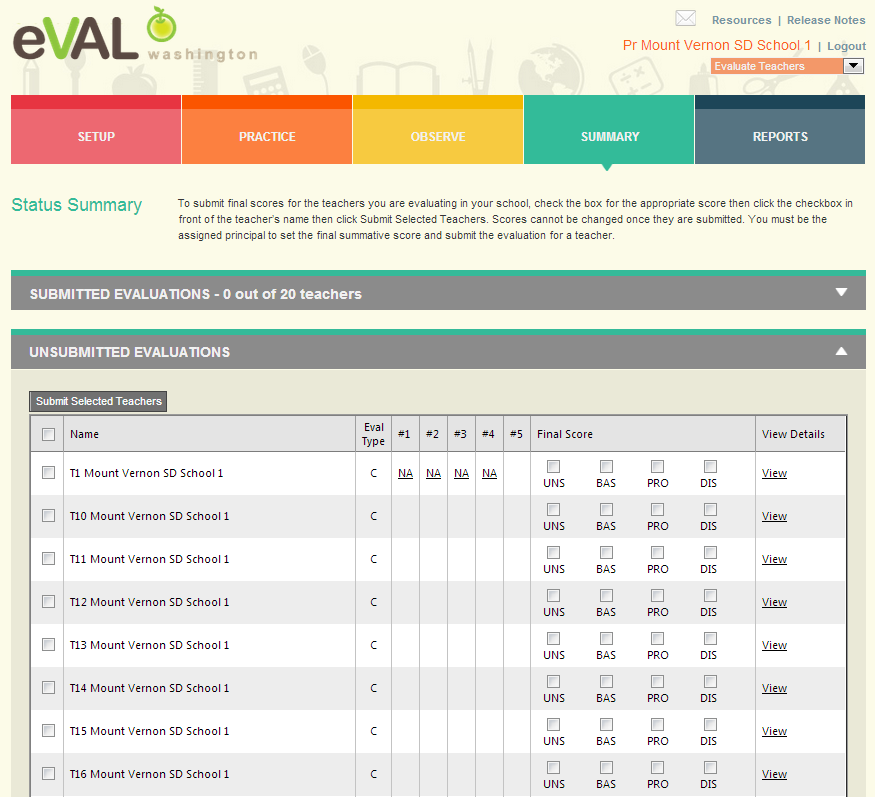 eVAL
washington
Resources | Release Notes
Pr Mount Vernon SD School 1 | Logout
Evaluate Teachers
SETUP PRACTICE OBSERVE SUMMARY REPORTS
Status Summary
To submit final scores for the teachers you are evaluating in your school, check the box for the appropriate score then click the checkbox in
front of the teacher's name then click Submit Selected Teachers. Scores cannot be changed once they are submitted. You must be the
assigned principal to set the final summative score and submit the evaluation for a teacher.
SUBMITTED EVALUATIONS - 0 out of 20 teachers
UNSUBMITTED EVALUATIONS
Submit Selected Teachers
Name Eval Type #1 #2 #3 #4 #5 Final Score View Details
T1 Mount Vernon SD School 1 C NA NA NA NA UNS BAS PRO DIS View
T10 Mount Vernon SD School 1 C UNS BAS PRO DIS View
T11 Mount Vernon SD School 1 C UNS BAS PRO DIS View
T12 Mount Vernon SD School 1 C UNS BAS PRO DIS View
T13 Mount Vernon SD School 1 C UNS BAS PRO DIS View
T14 Mount Vernon SD School 1 C UNS BAS PRO DIS View
T15 Mount Vernon SD School 1 C UNS BAS PRO DIS View
T16 Mount Vernon SD School 1 C UNS BAS PRO DIS View